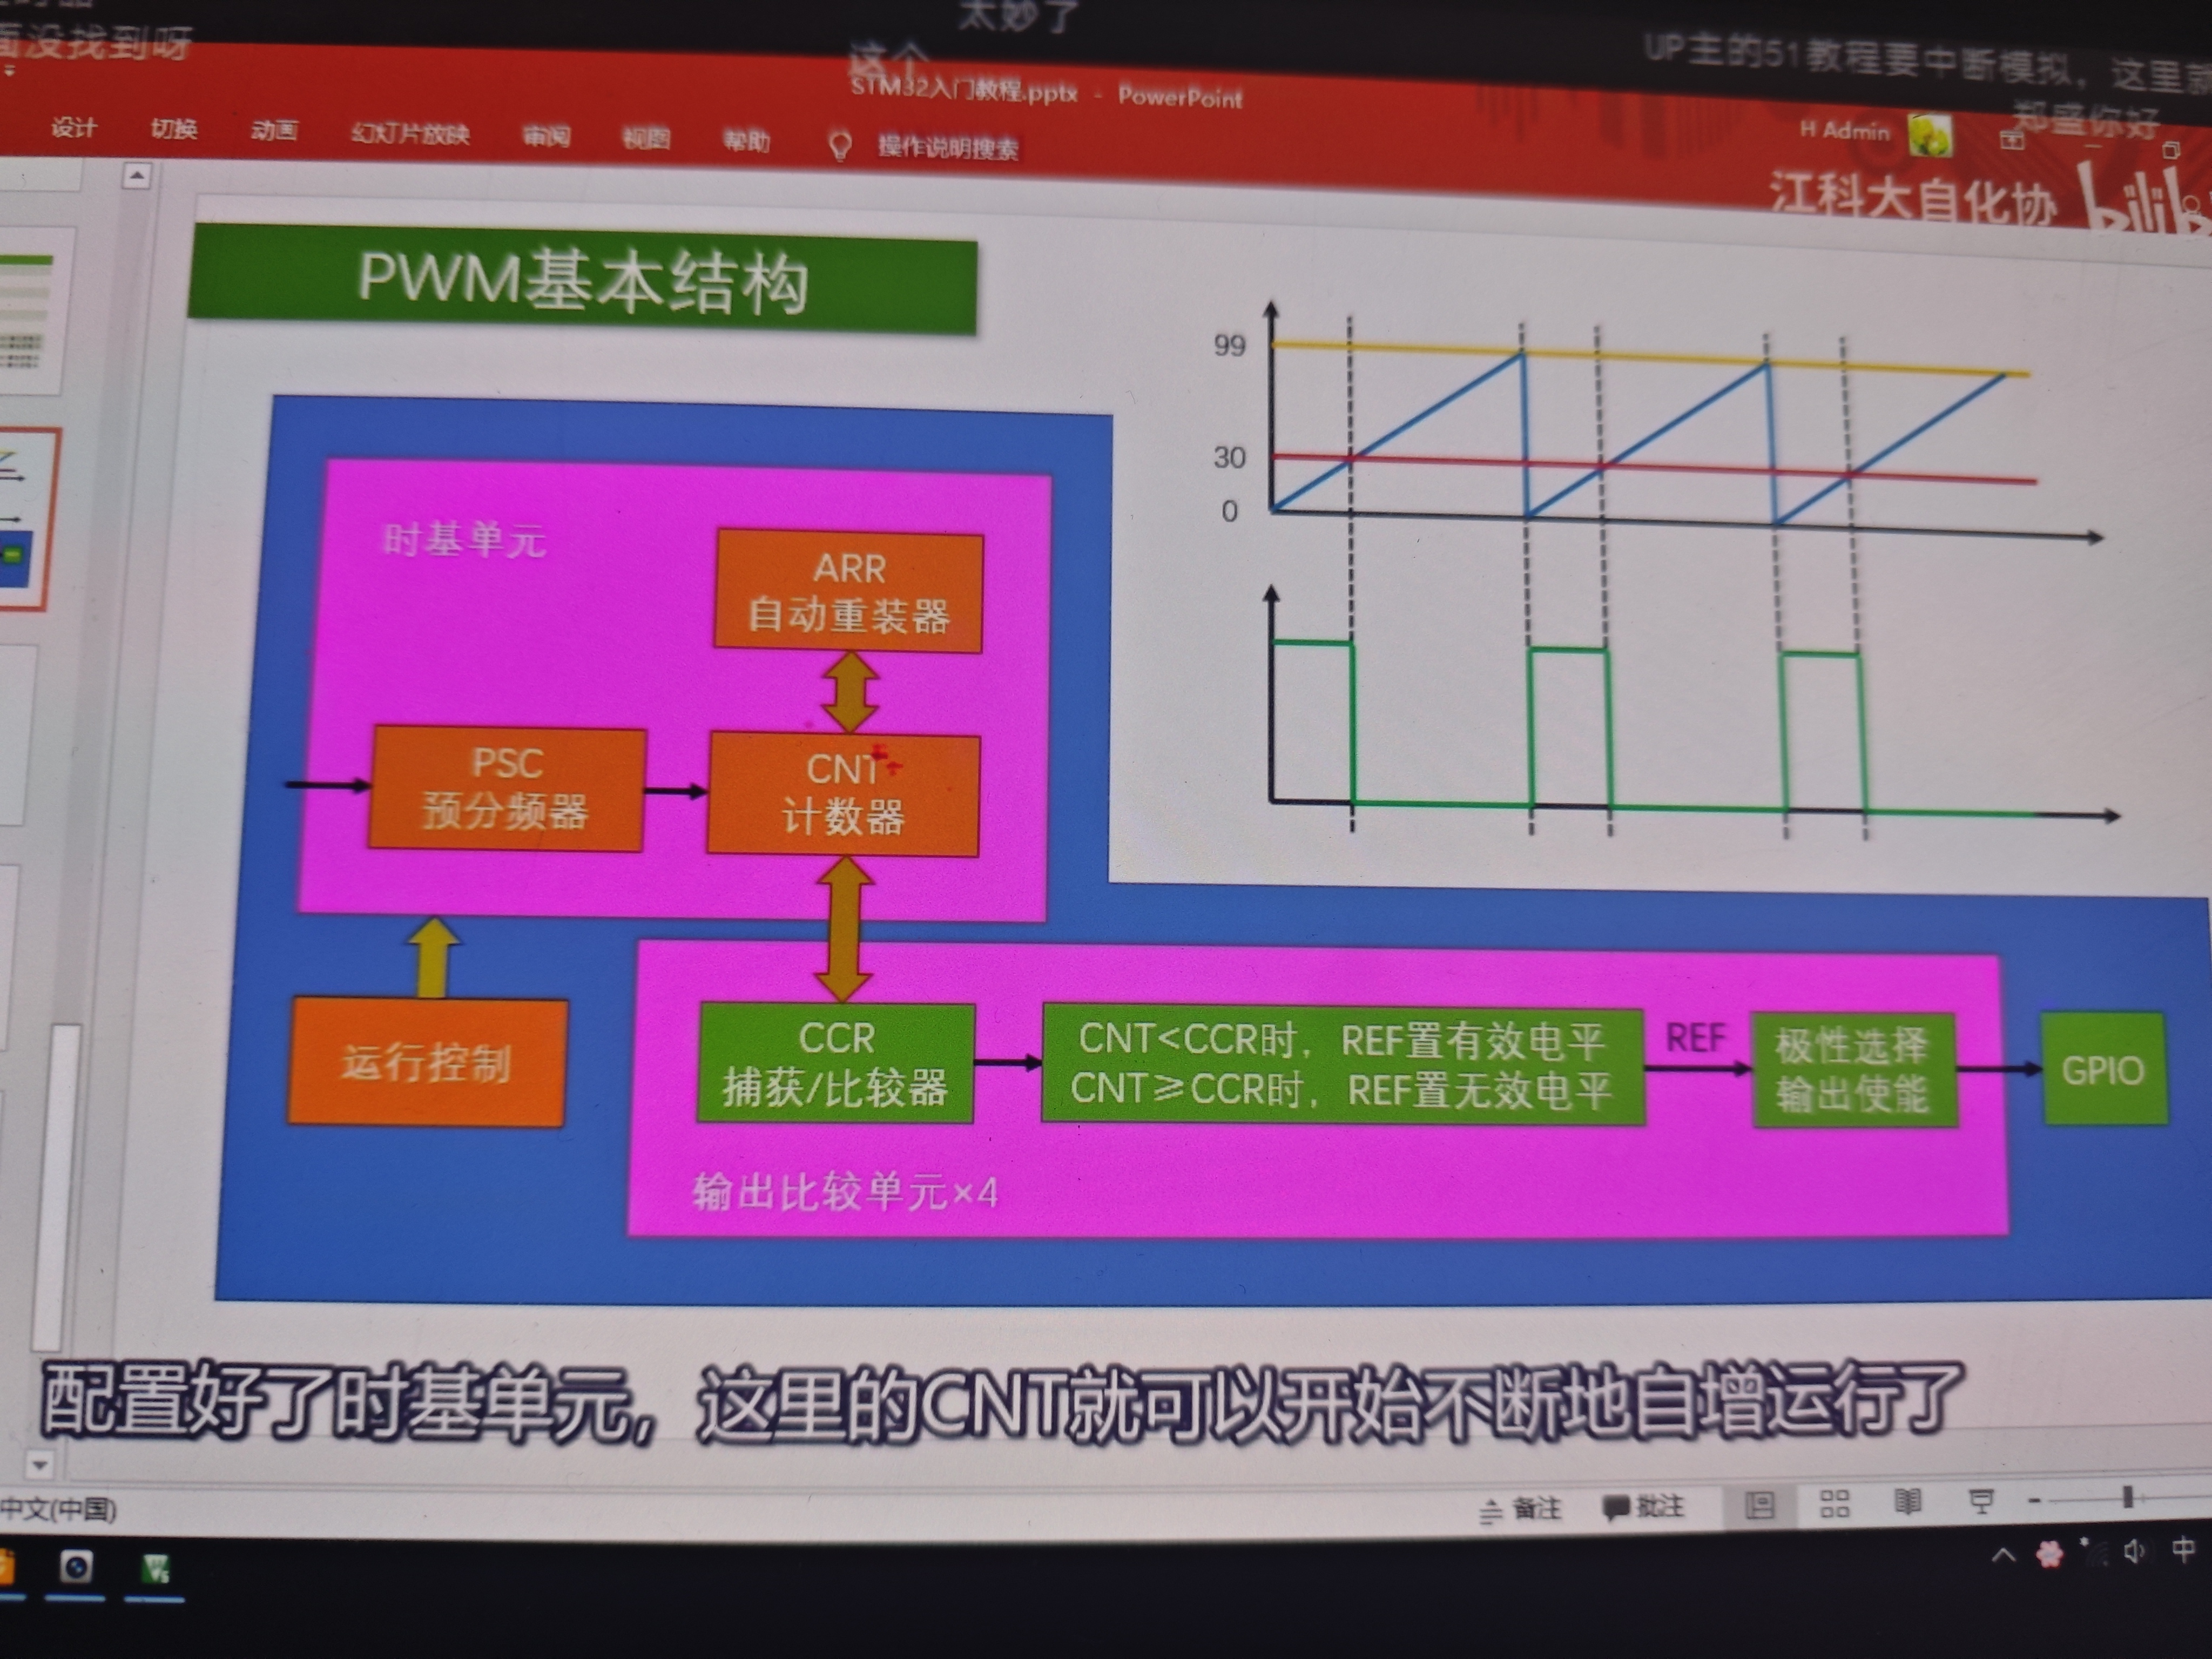 面没找到呀
太妙了
这个
UP主的51教程要中断模拟，这里就
郑盛你好
STM32入门教程.pptx - PowerPoint
H Admin
设计 切换 动画 幻灯片放映 审阅 视图 帮助 操作说明搜索
江科大自化协
PWM基本结构
99
30
0
时基单元
ARR
自动重装器
PSC
预分频器
CNT
计数器
运行控制
CCR
捕获/比较器
CNT<CCR时，REF置有效电平
CNT≥CCR时，REF置无效电平
REF
极性选择
输出使能
GPIO
输出比较单元×4
配置好了时基单元，这里的CNT就可以开始不断地自增运行了
中文(中国)
备注 批注
中